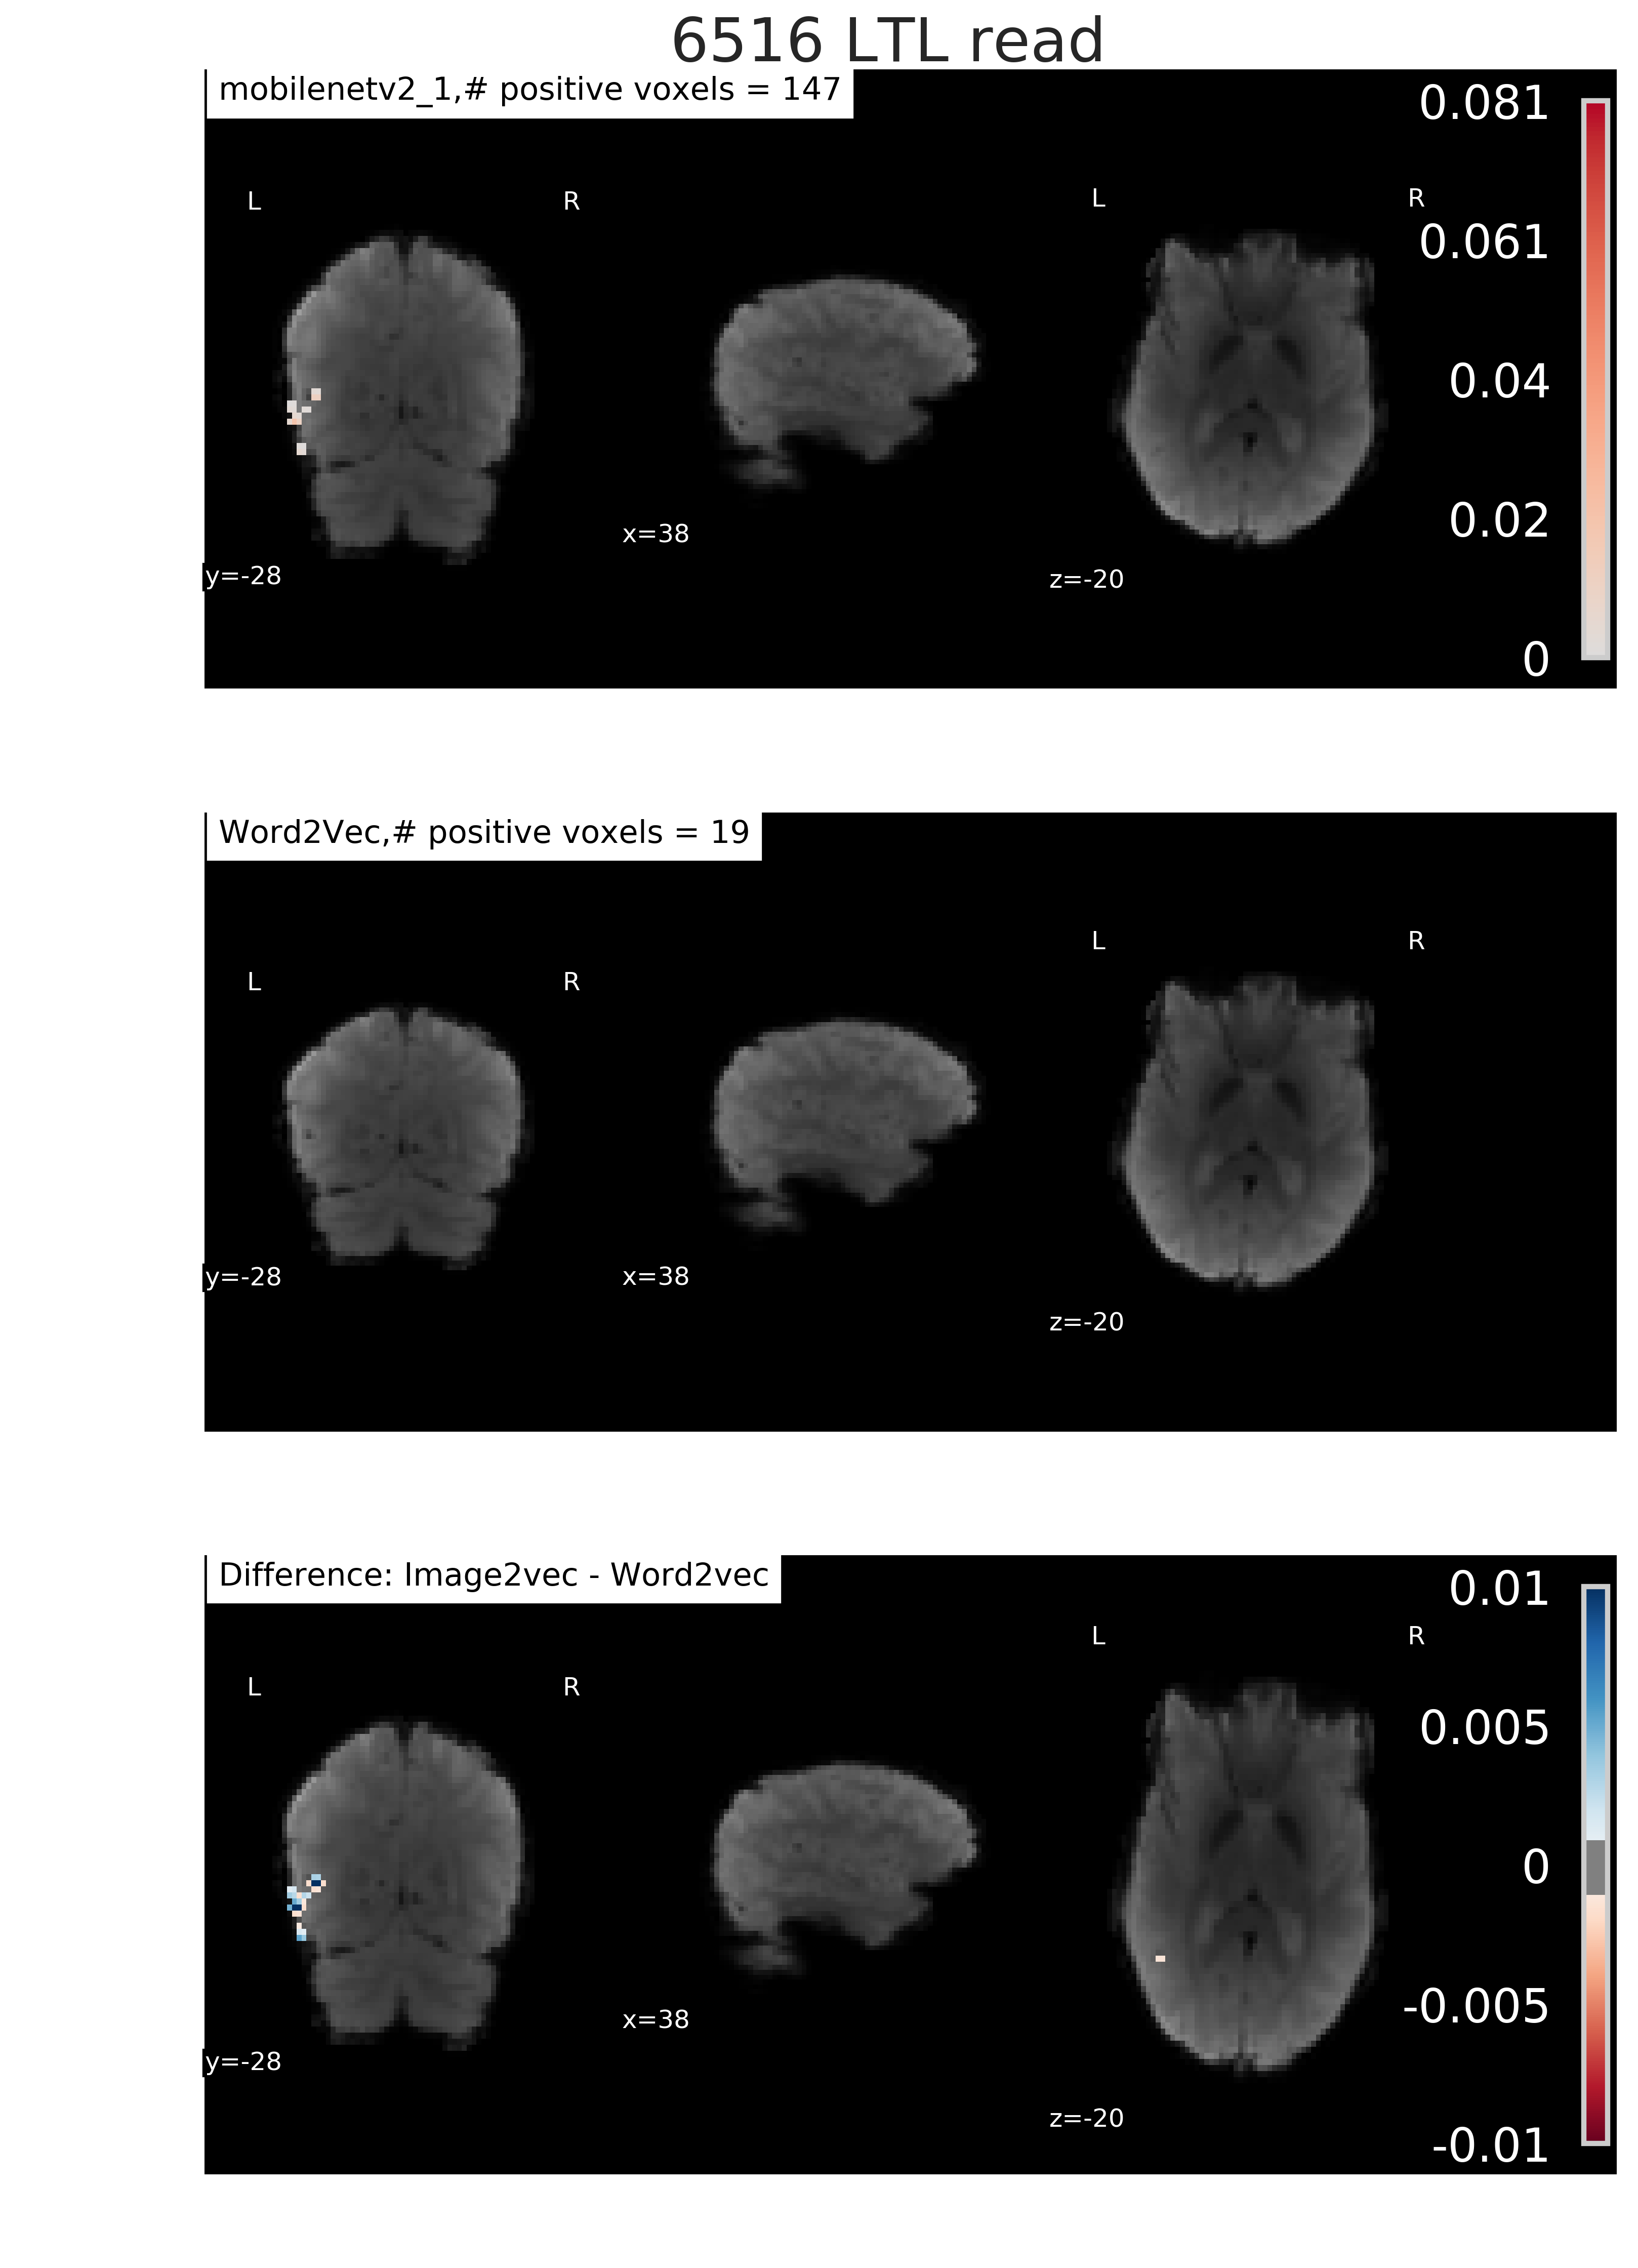 6516 LTL read
mobilenetv2_1,# positive voxels = 147
0.081
L R L R
0.061
0.04
0.02
x=38
y=-28
z=-20
0
Word2Vec,# positive voxels = 19
L R
L R
y=-28
x=38
z=-20
Difference: Image2vec - Word2vec
0.01
L R
L R
0.005
0
-0.005
x=38
y=-28
z=-20
-0.01